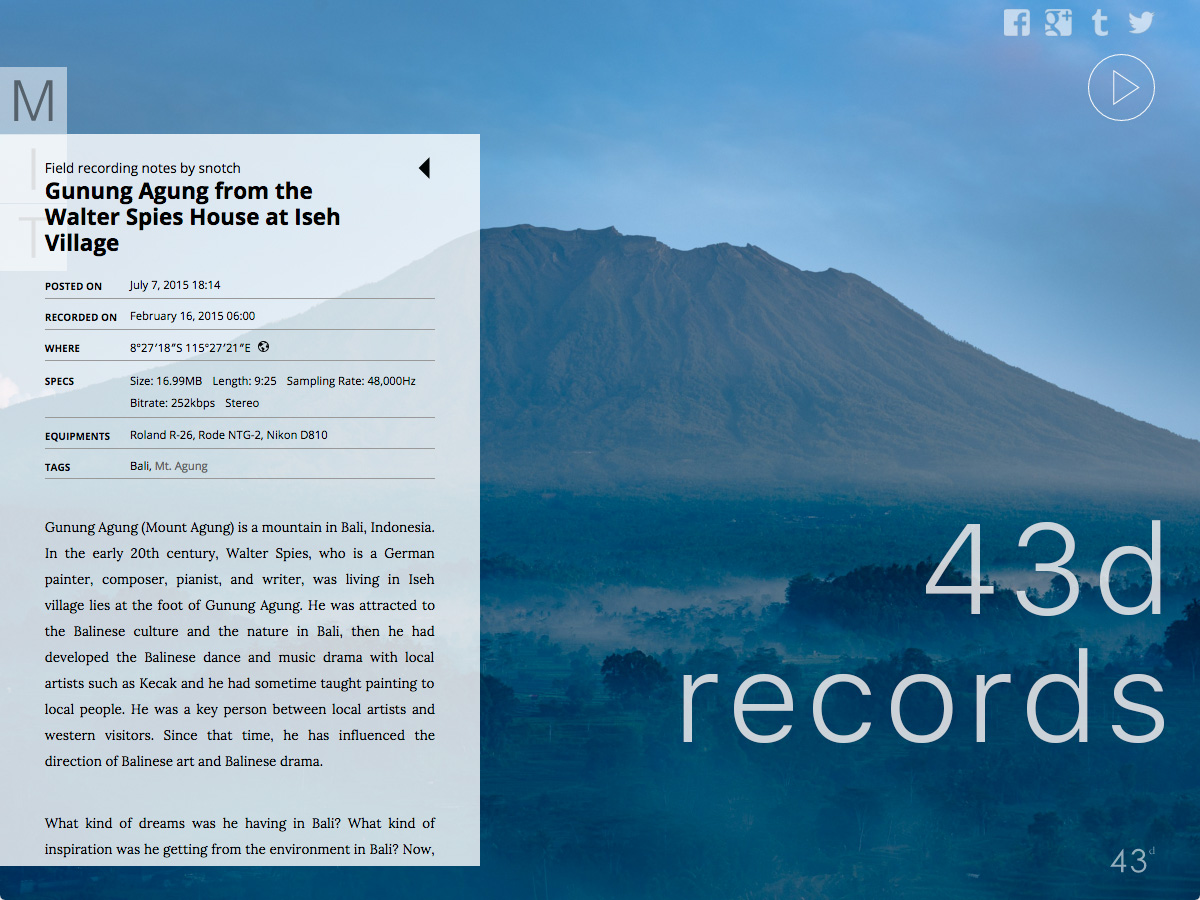 M
I
T
Field recording notes by snotch
Gunung Agung from the
Walter Spies House at Iseh
Village
POSTED ON July 7, 2015 18:14
RECORDED ON February 16, 2015 06:00
WHERE 8°27′18″S 115°27′21″E
SPECS Size: 16.99MB Length: 9:25 Sampling Rate: 48,000Hz
Bitrate: 252kbps Stereo
EQUIPMENTS Roland R-26, Rode NTG-2, Nikon D810
TAGS Bali, Mt. Agung
Gunung Agung (Mount Agung) is a mountain in Bali, Indonesia.
In the early 20th century, Walter Spies, who is a German
painter, composer, pianist, and writer, was living in Iseh
village lies at the foot of Gunung Agung. He was attracted to
the Balinese culture and the nature in Bali, then he had
developed the Balinese dance and music drama with local
artists such as Kecak and he had sometime taught painting to
local people. He was a key person between local artists and
western visitors. Since that time, he has influenced the
direction of Balinese art and Balinese drama.
What kind of dreams was he having in Bali? What kind of
inspiration was he getting from the environment in Bali? Now,
43d
records
43d